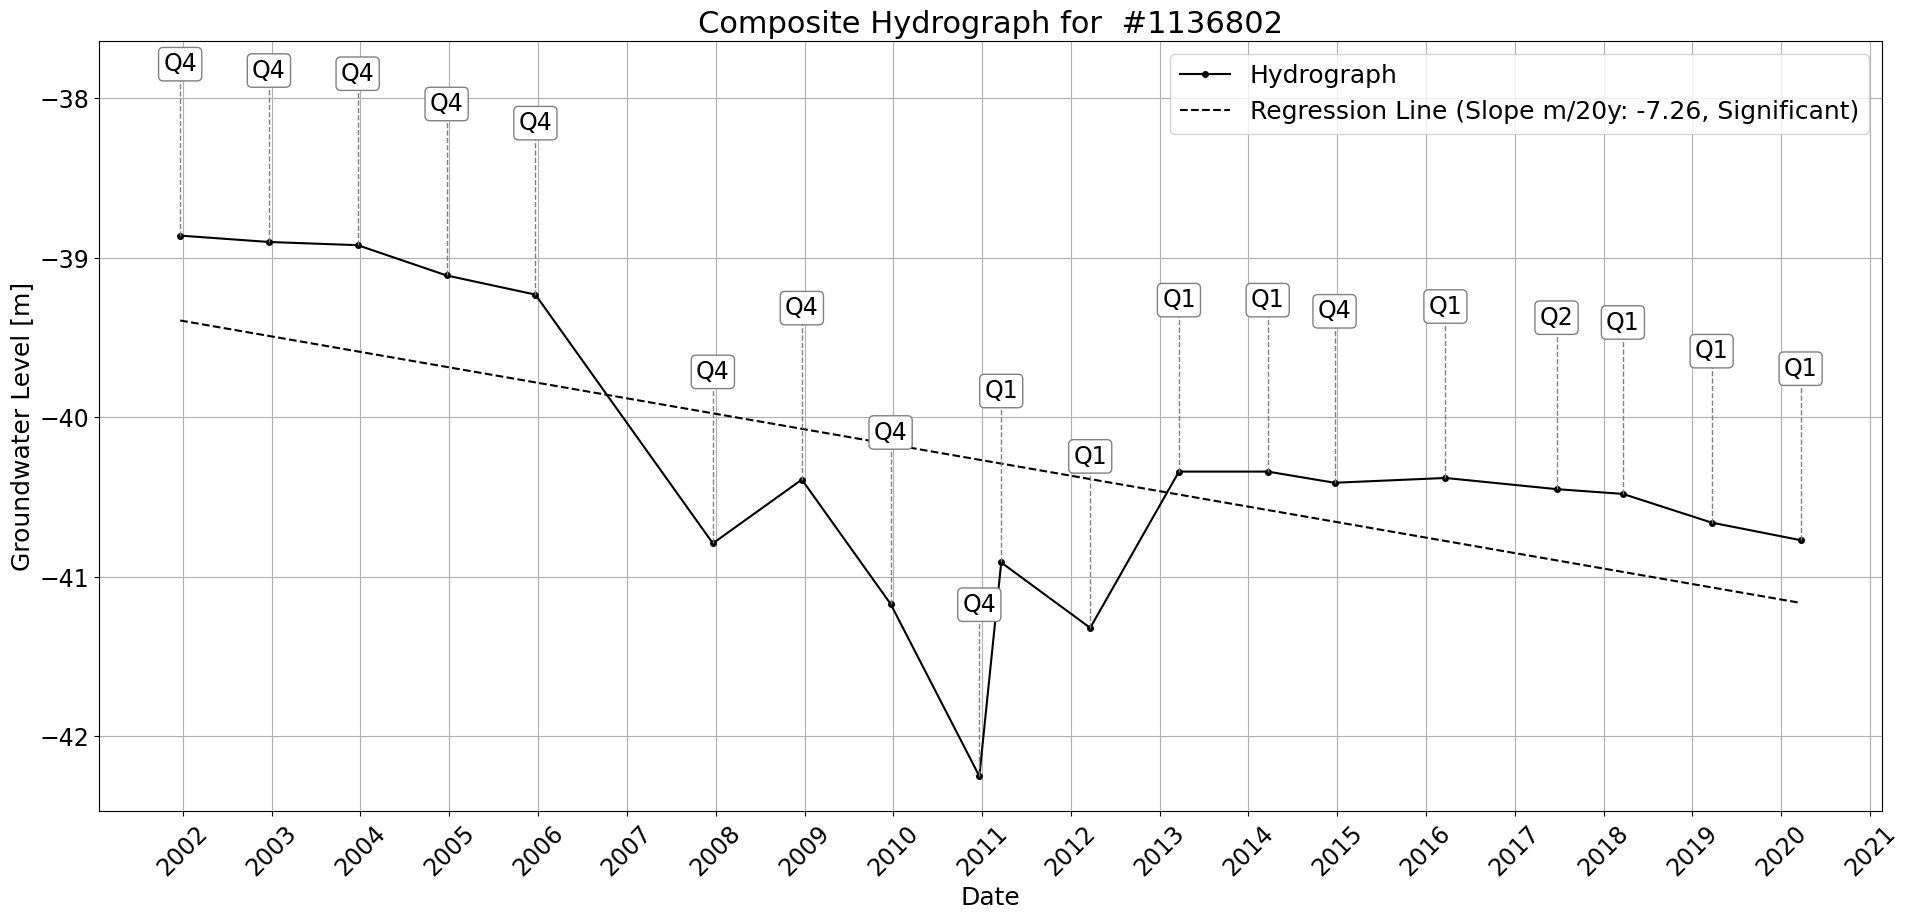 Composite Hydrograph for  #1136802
Hydrograph
Regression Line (Slope m/20y: -7.26, Significant)
Q4
Q4
Q4
Q4
Q4
Q4
Q4
Q4
Q4
Q1
Q1
Q1
Q1
Q4
Q1
Q2
Q1
Q1
Q1
Groundwater Level [m]
−38
−39
−40
−41
−42
2002
2003
2004
2005
2006
2007
2008
2009
2010
2011
2012
2013
2014
2015
2016
2017
2018
2019
2020
2021
Date